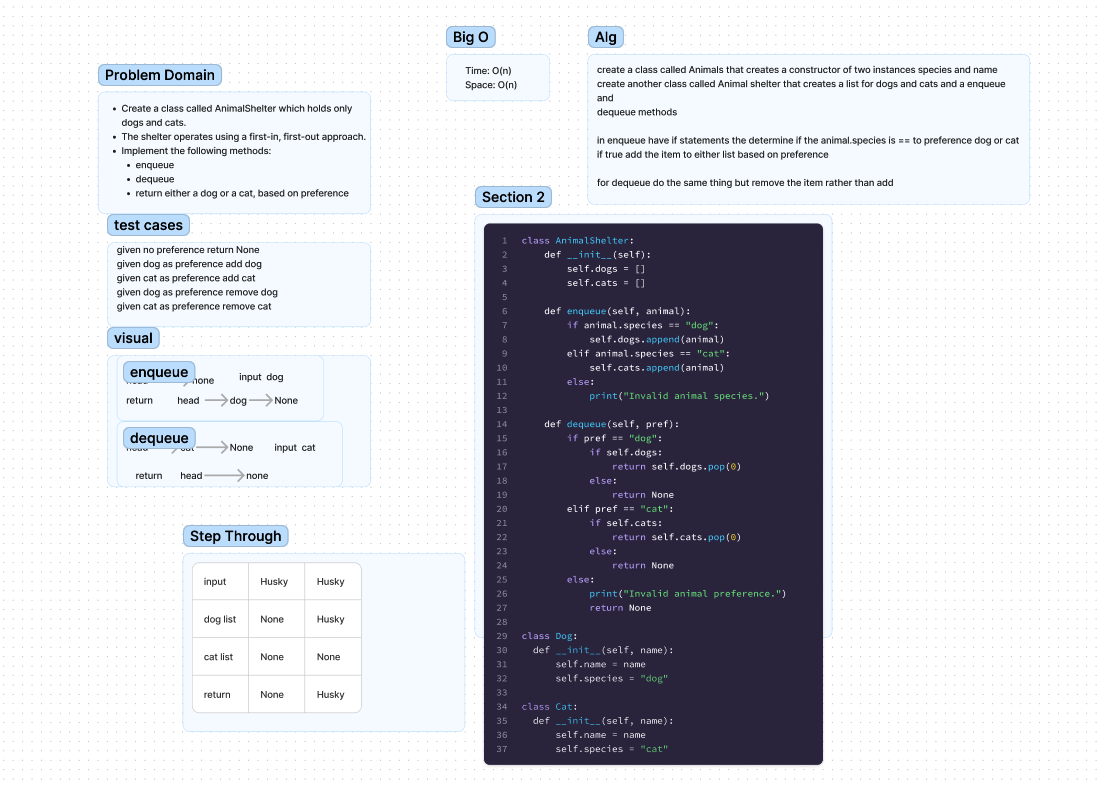 Problem Domain
Create a class called AnimalShelter which holds only
dogs and cats.
The shelter operates using a first-in, first-out approach.
Implement the following methods:
enqueue
dequeue
return either a dog or a cat, based on preference
test cases
given no preference return None
given dog as preference add dog
given cat as preference add cat
given dog as preference remove dog
given cat as preference remove cat
visual
enqueue
none input dog
return head dog None
dequeue
None input cat
return head none
Step Through
input Husky Husky
dog list None Husky
cat list None None
return None Husky
Big O
Time: O(n)
Space: O(n)
Alg
create a class called Animals that creates a constructor of two instances species and name
create another class called Animal shelter that creates a list for dogs and cats and a enqueue
and
dequeue methods
in enqueue have if statements the determine if the animal.species is == to preference dog or cat
if true add the item to either list based on preference
for dequeue do the same thing but remove the item rather than add
Section 2
1 class AnimalShelter:
2     def __init__(self):
3         self.dogs = []
4         self.cats = []
5
6     def enqueue(self, animal):
7         if animal.species == "dog":
8             self.dogs.append(animal)
9         elif animal.species == "cat":
10             self.cats.append(animal)
11         else:
12             print("Invalid animal species.")
13
14     def dequeue(self, pref):
15         if pref == "dog":
16             if self.dogs:
17                 return self.dogs.pop(0)
18             else:
19                 return None
20         elif pref == "cat":
21             if self.cats:
22                 return self.cats.pop(0)
23             else:
24                 return None
25         else:
26             print("Invalid animal preference.")
27             return None
28
29 class Dog:
30   def __init__(self, name):
31       self.name = name
32       self.species = "dog"
33
34 class Cat:
35   def __init__(self, name):
36       self.name = name
37       self.species = "cat"